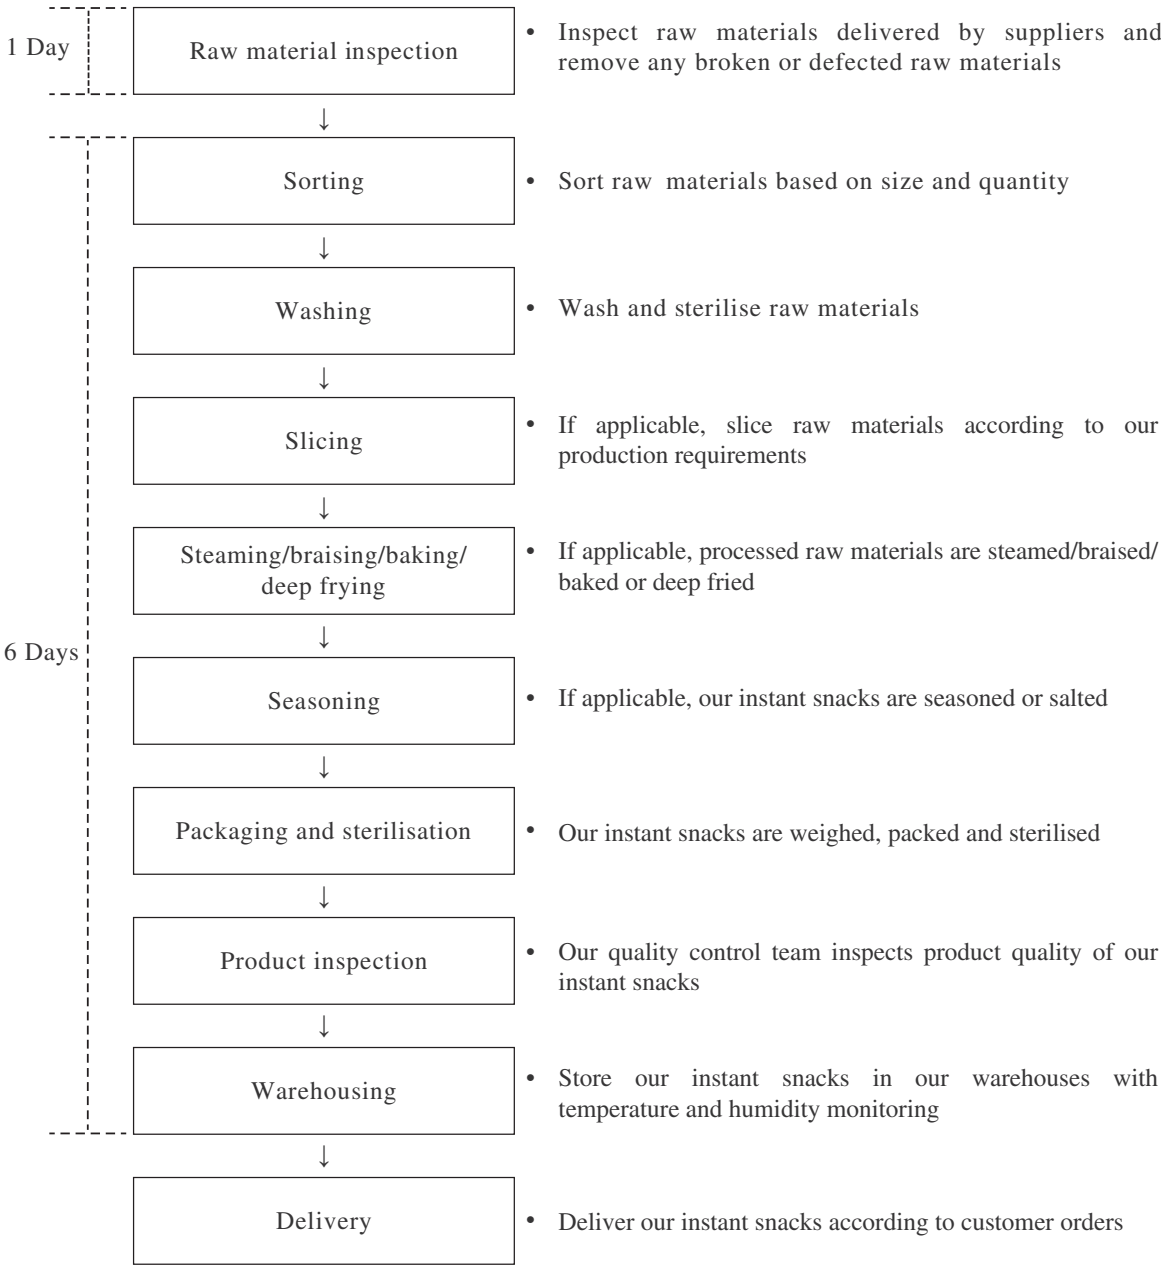 1 Day
Raw material inspection
• Inspect raw materials delivered by suppliers and
remove any broken or defected raw materials
↓
Sorting
• Sort raw materials based on size and quantity
↓
Washing
• Wash and sterilise raw materials
↓
Slicing
• If applicable, slice raw materials according to our
production requirements
↓
Steaming/braising/baking/
deep frying
• If applicable, processed raw materials are steamed/braised/
baked or deep fried
↓
6 Days
Seasoning
• If applicable, our instant snacks are seasoned or salted
↓
Packaging and sterilisation
• Our instant snacks are weighed, packed and sterilised
↓
Product inspection
• Our quality control team inspects product quality of our
instant snacks
↓
Warehousing
• Store our instant snacks in our warehouses with
temperature and humidity monitoring
↓
Delivery
• Deliver our instant snacks according to customer orders